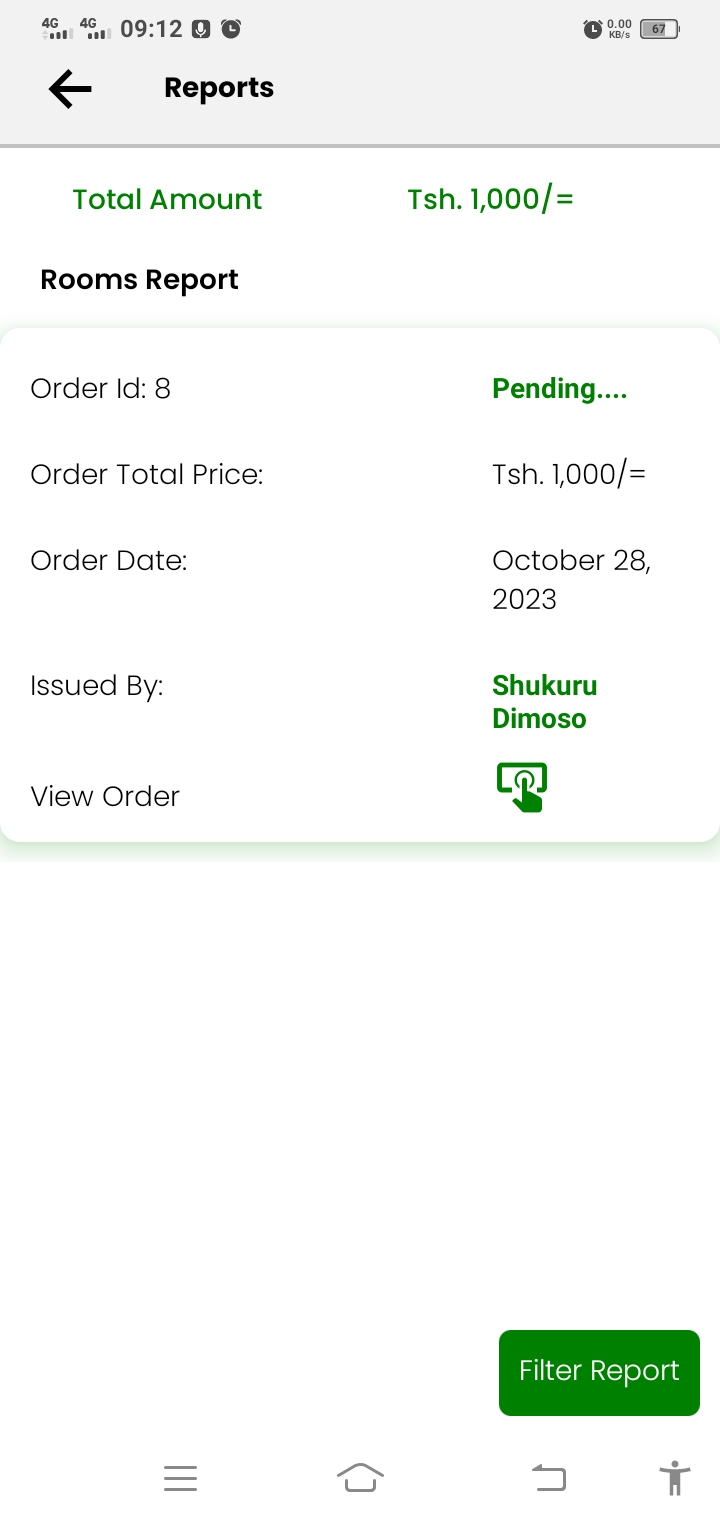 4G 4G 09:12 0.00 KB/s 67
Reports
Total Amount Tsh. 1,000/=
Rooms Report
Order Id: 8 Pending....
Order Total Price: Tsh. 1,000/=
Order Date: October 28,
2023
Issued By: Shukuru
Dimoso
View Order
Filter Report